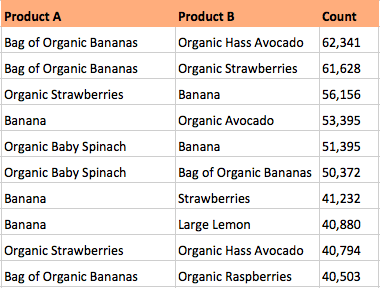 Product A Product B Count
Bag of Organic Bananas Organic Hass Avocado 62,341
Bag of Organic Bananas Organic Strawberries 61,628
Organic Strawberries Banana 56,156
Banana Organic Avocado 53,395
Organic Baby Spinach Banana 51,395
Organic Baby Spinach Bag of Organic Bananas 50,372
Banana Strawberries 41,232
Banana Large Lemon 40,880
Organic Strawberries Organic Hass Avocado 40,794
Bag of Organic Bananas Organic Raspberries 40,503